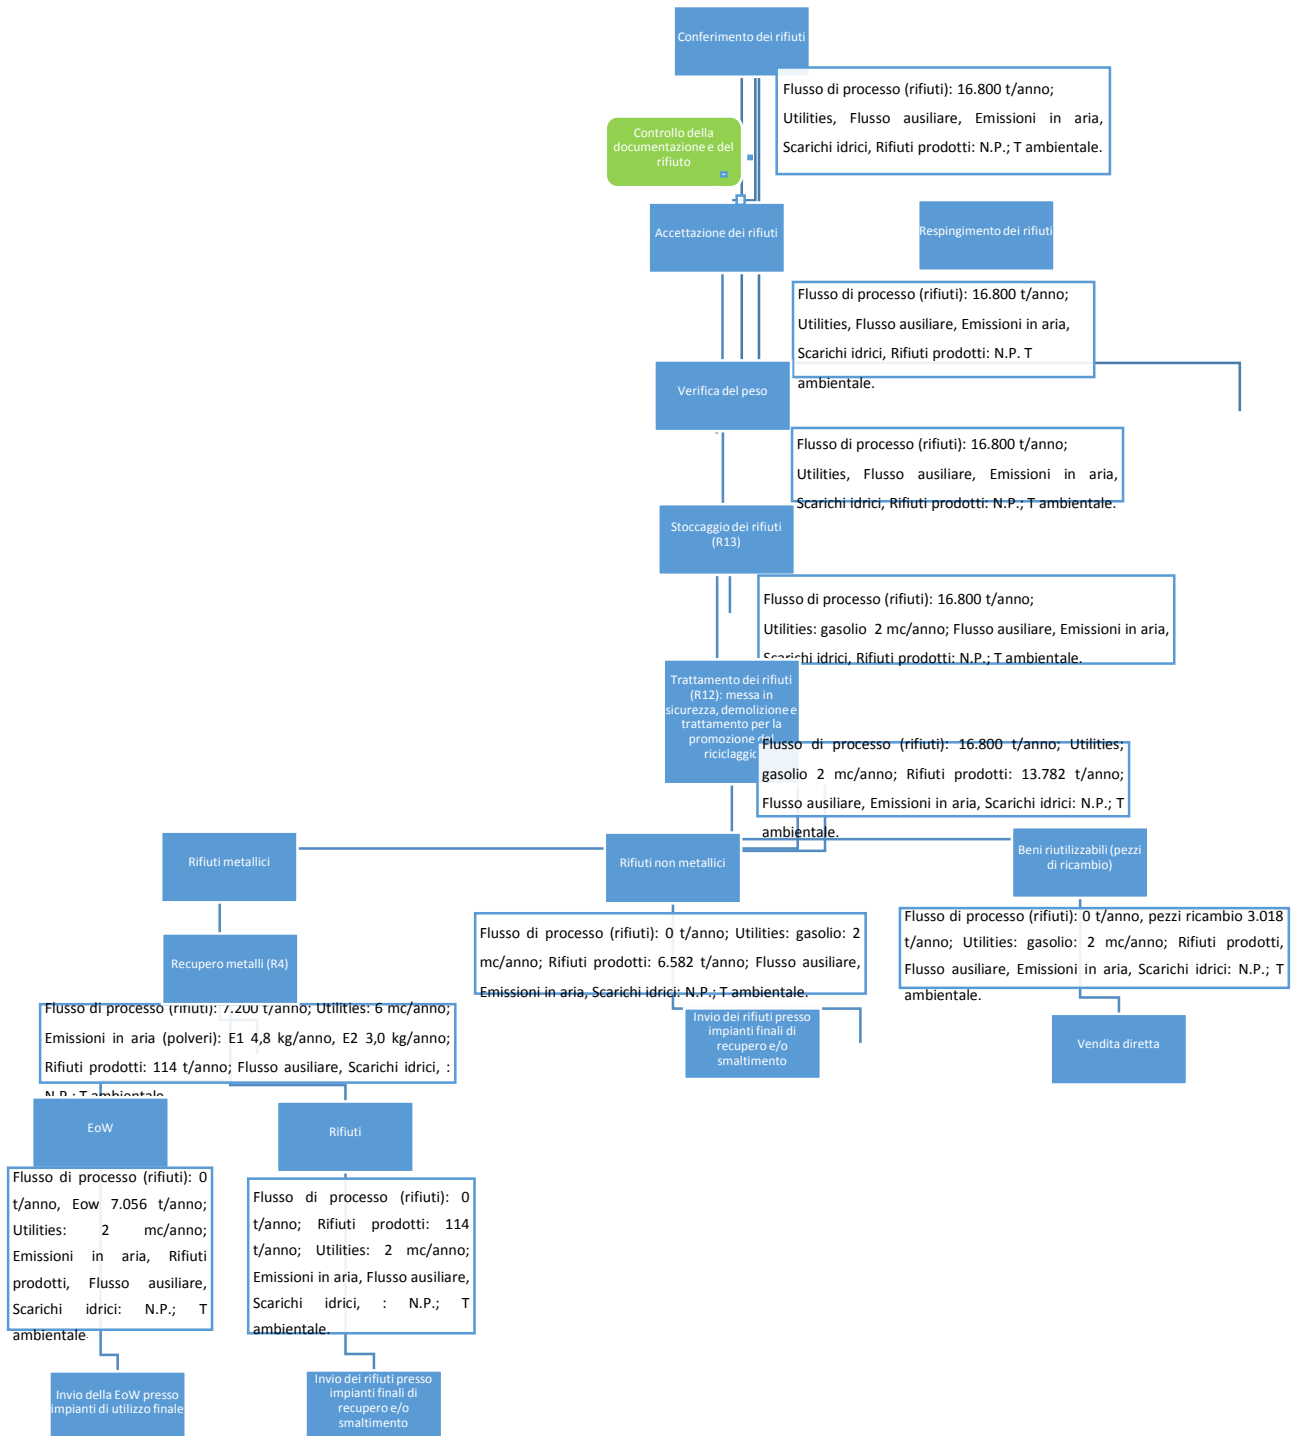 Conferimento dei rifiuti
Flusso di processo (rifiuti): 16.800 t/anno;
Utilities, Flusso ausiliare, Emissioni in aria,
Scarichi idrici, Rifiuti prodotti: N.P.; T ambientale.
Controllo della
documentazione e del
rifiuto
Accettazione dei rifiuti
Respingimento dei rifiuti
Flusso di processo (rifiuti): 16.800 t/anno;
Utilities, Flusso ausiliare, Emissioni in aria,
Scarichi idrici, Rifiuti prodotti: N.P. T
ambientale.
Verifica del peso
Flusso di processo (rifiuti): 16.800 t/anno;
Utilities, Flusso ausiliare, Emissioni in aria,
Scarichi idrici, Rifiuti prodotti: N.P.; T ambientale.
Stoccaggio dei rifiuti
(R13)
Flusso di processo (rifiuti): 16.800 t/anno;
Utilities: gasolio 2 mc/anno; Flusso ausiliare, Emissioni in aria,
Scarichi idrici, Rifiuti prodotti: N.P.; T ambientale.
Trattamento dei rifiuti
(R12): messa in
sicurezza, demolizione e
trattamento per la
promozione del
riciclaggio
Flusso di processo (rifiuti): 16.800 t/anno; Utilities;
gasolio 2 mc/anno; Rifiuti prodotti: 13.782 t/anno;
Flusso ausiliare, Emissioni in aria, Scarichi idrici: N.P.; T
ambientale.
Rifiuti metallici
Rifiuti non metallici
Beni riutilizzabili (pezzi
di ricambio)
Flusso di processo (rifiuti): 0 t/anno; Utilities: gasolio: 2
mc/anno; Rifiuti prodotti: 6.582 t/anno; Flusso ausiliare,
Emissioni in aria, Scarichi idrici: N.P.; T ambientale.
Flusso di processo (rifiuti): 0 t/anno, pezzi ricambio 3.018
t/anno; Utilities: gasolio: 2 mc/anno; Rifiuti prodotti,
Flusso ausiliare, Emissioni in aria, Scarichi idrici: N.P.; T
ambientale.
Recupero metalli (R4)
Flusso di processo (rifiuti): 7.200 t/anno; Utilities: 6 mc/anno;
Emissioni in aria (polveri): E1 4,8 kg/anno, E2 3,0 kg/anno;
Rifiuti prodotti: 114 t/anno; Flusso ausiliare, Scarichi idrici, :
N.P.; T ambientale
Invio dei rifiuti presso
impianti finali di
recupero e/o
smaltimento
Vendita diretta
EoW
Rifiuti
Flusso di processo (rifiuti): 0
t/anno, Eow 7.056 t/anno;
Utilities: 2 mc/anno;
Emissioni in aria, Rifiuti
prodotti, Flusso ausiliare,
Scarichi idrici: N.P.; T
ambientale.
Flusso di processo (rifiuti): 0
t/anno; Rifiuti prodotti: 114
t/anno; Utilities: 2 mc/anno;
Emissioni in aria, Flusso ausiliare,
Scarichi idrici, : N.P.; T
ambientale.
Invio della EoW presso
impianti di utilizzo finale
Invio dei rifiuti presso
impianti finali di
recupero e/o
smaltimento